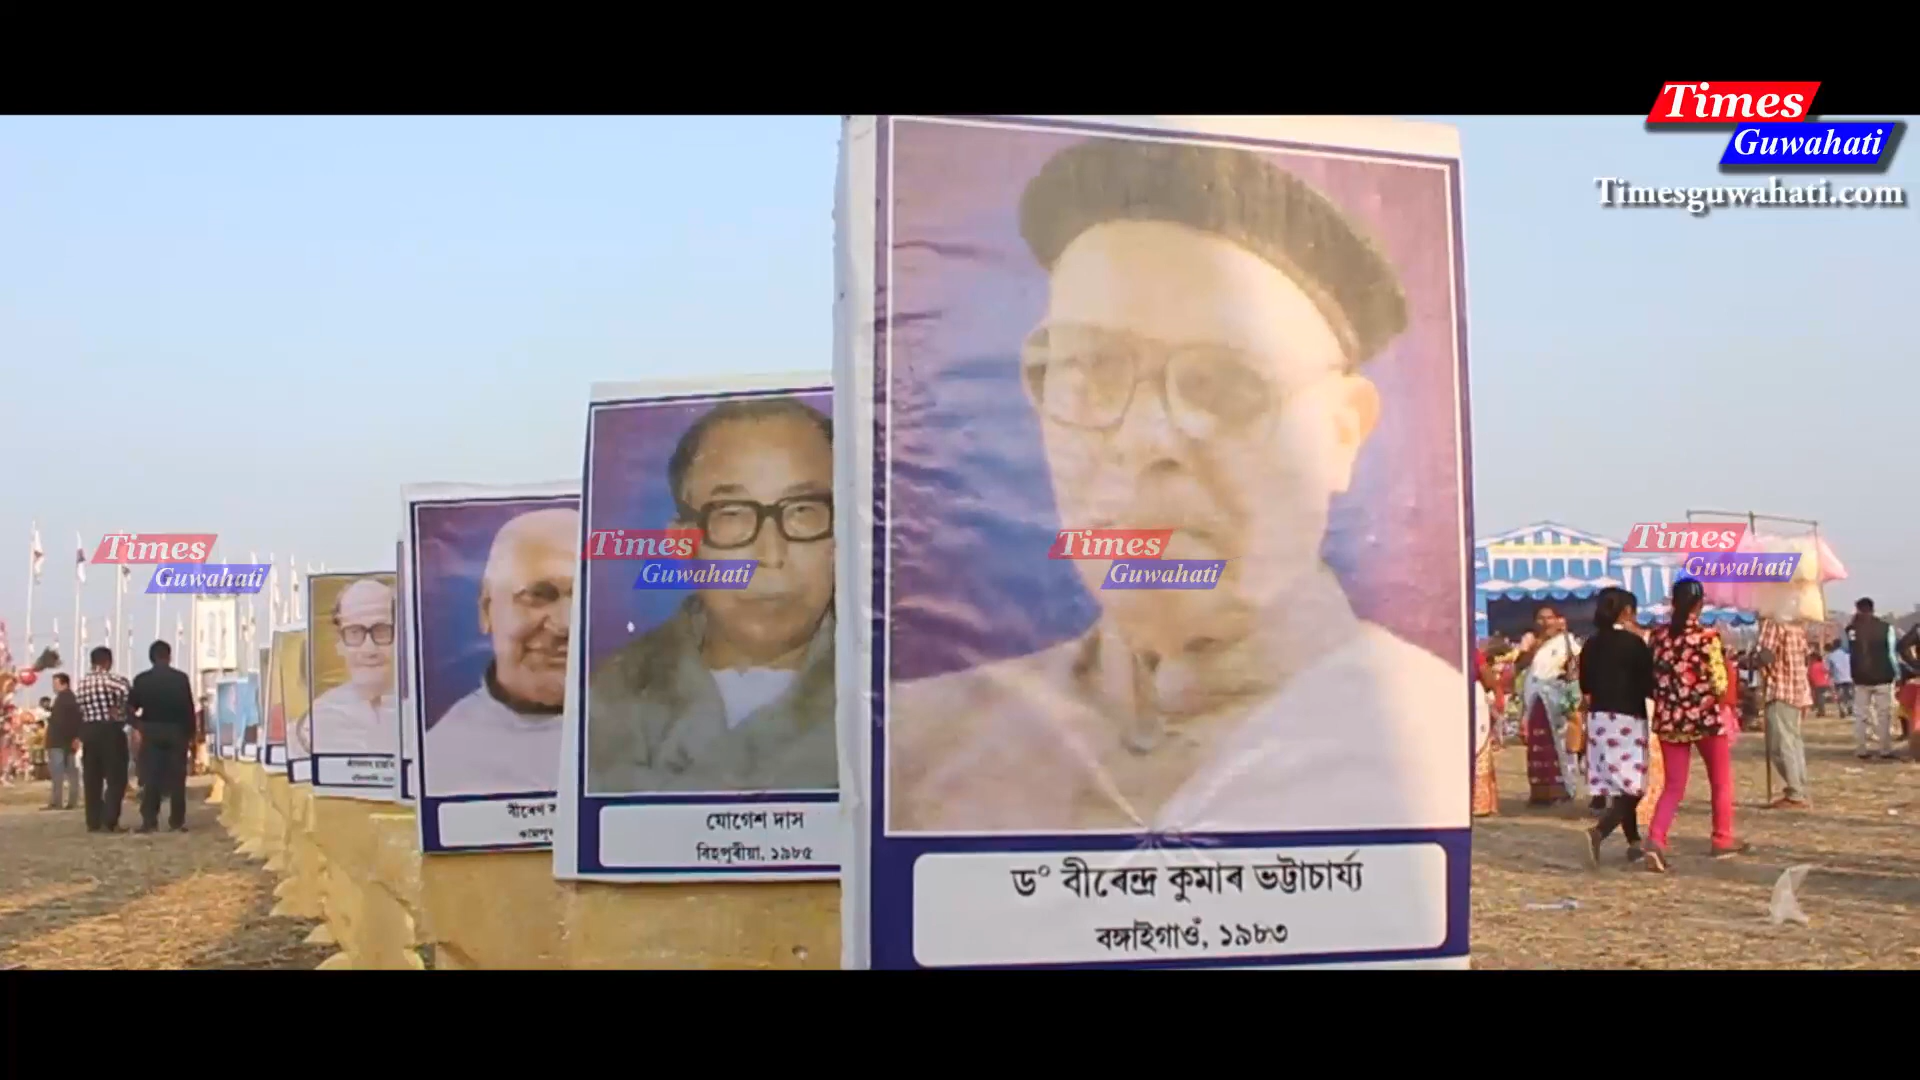 Times
Guwahati
Timesguwahati.com
Times
Guwahati
Times
Guwahati
Times
Guwahati
Times
Guwahati
বীৰেণ
যোগেশ দাস
বিহপুৰীয়া, ১৯৮৫
ড° বীৰেন্দ্ৰ কুমাৰ ভট্টাচাৰ্য্য
বঙ্গাইগাওঁ, ১৯৮৩